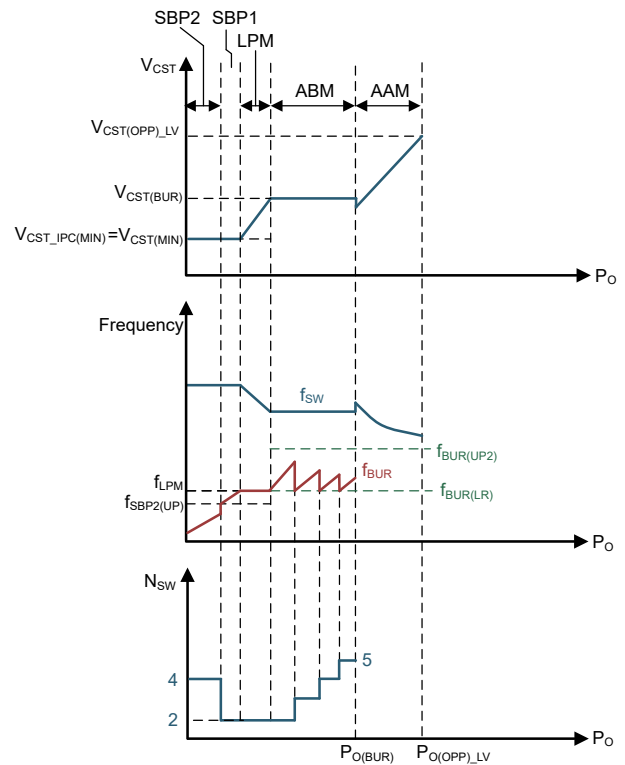 SBP2 SBP1
LPM
V_CST
ABM
AAM
V_CST(OPP)_LV
V_CST(BUR)
V_CST_IPC(MIN)=V_CST(MIN)
P_O
Frequency
f_SW
f_BUR(UP2)
f_BUR
f_LPM
f_BUR(LR)
f_SBP2(UP)
P_O
N_SW
5
4
2
P_O
P_O(BUR)
P_O(OPP)_LV